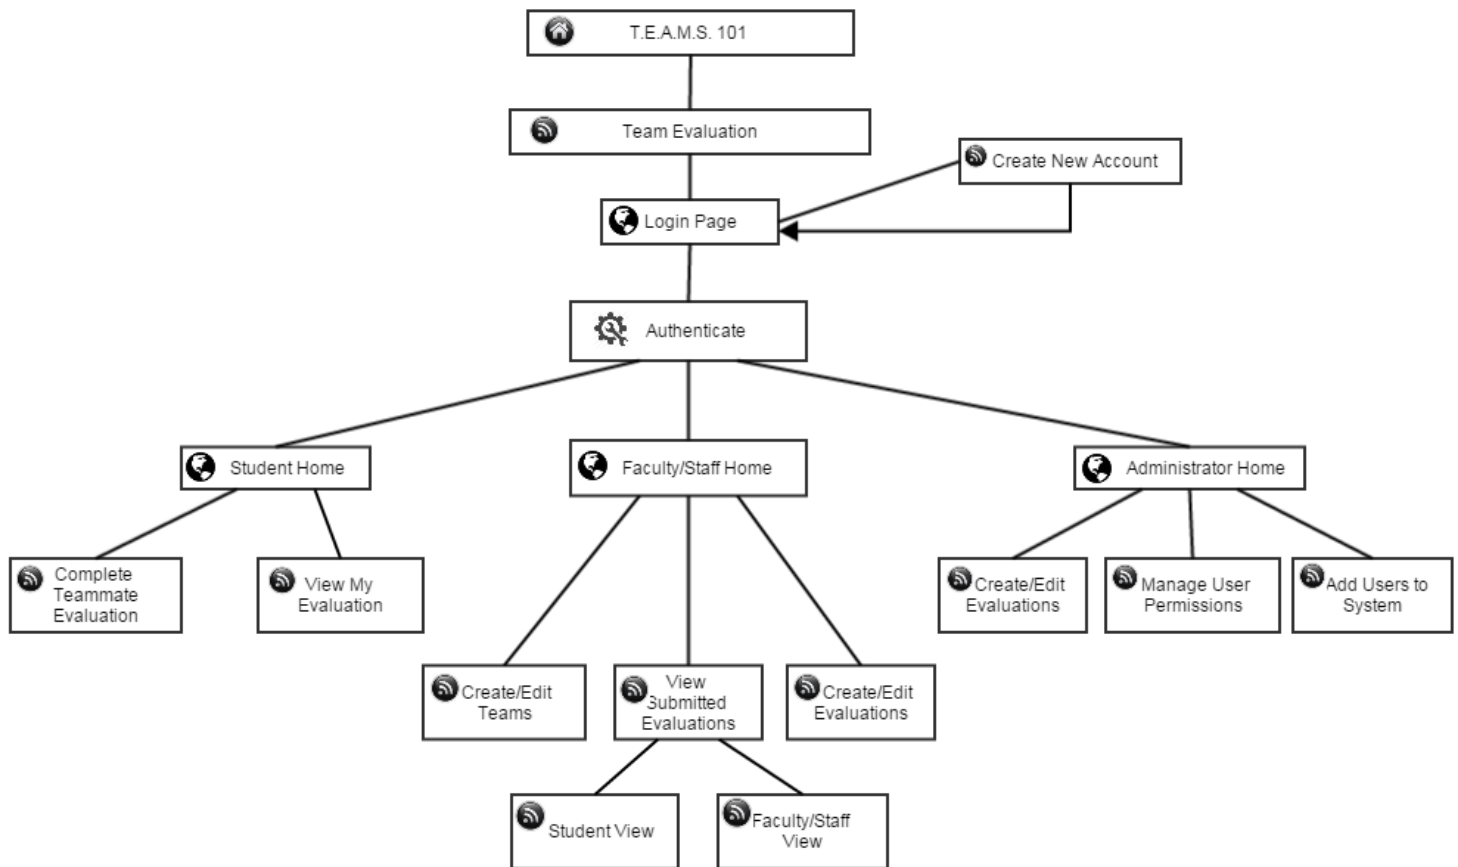 T.E.A.M.S. 101
Team Evaluation
Create New Account
Login Page
Authenticate
Student Home
Faculty/Staff Home
Administrator Home
Complete
Teammate
Evaluation
View My
Evaluation
Create/Edit
Evaluations
Manage User
Permissions
Add Users to
System
Create/Edit
Teams
View
Submitted
Evaluations
Create/Edit
Evaluations
Student View
Faculty/Staff
View